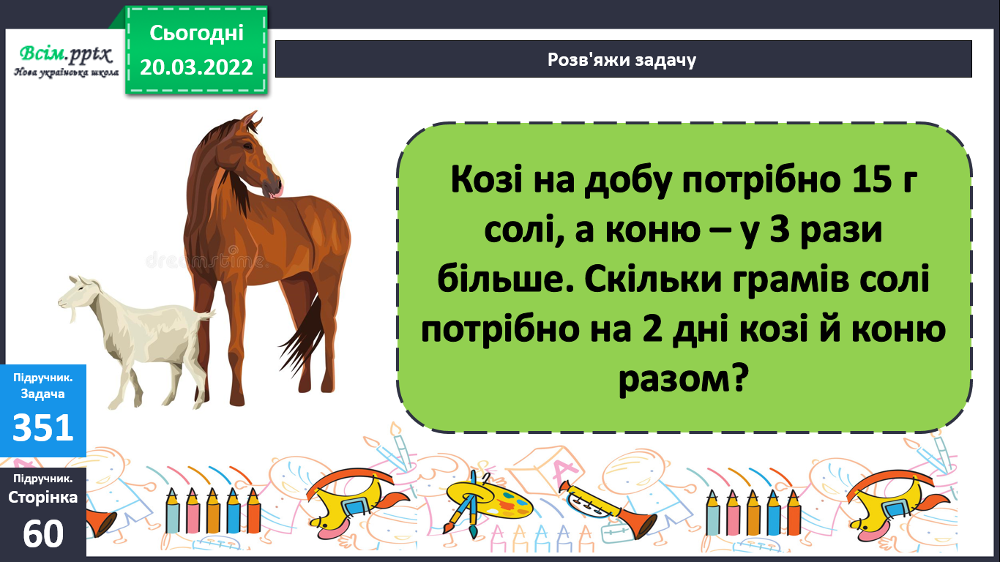 Сьогодні
20.03.2022
Всім.pptx
Нова українська школа
Розв'яжи задачу
dreamstime.
Козі на добу потрібно 15 г
солі, а коню – у 3 рази
більше. Скільки грамів солі
потрібно на 2 дні козі й коню
разом?
Підручник.
Задача
351
Підручник.
Сторінка
60